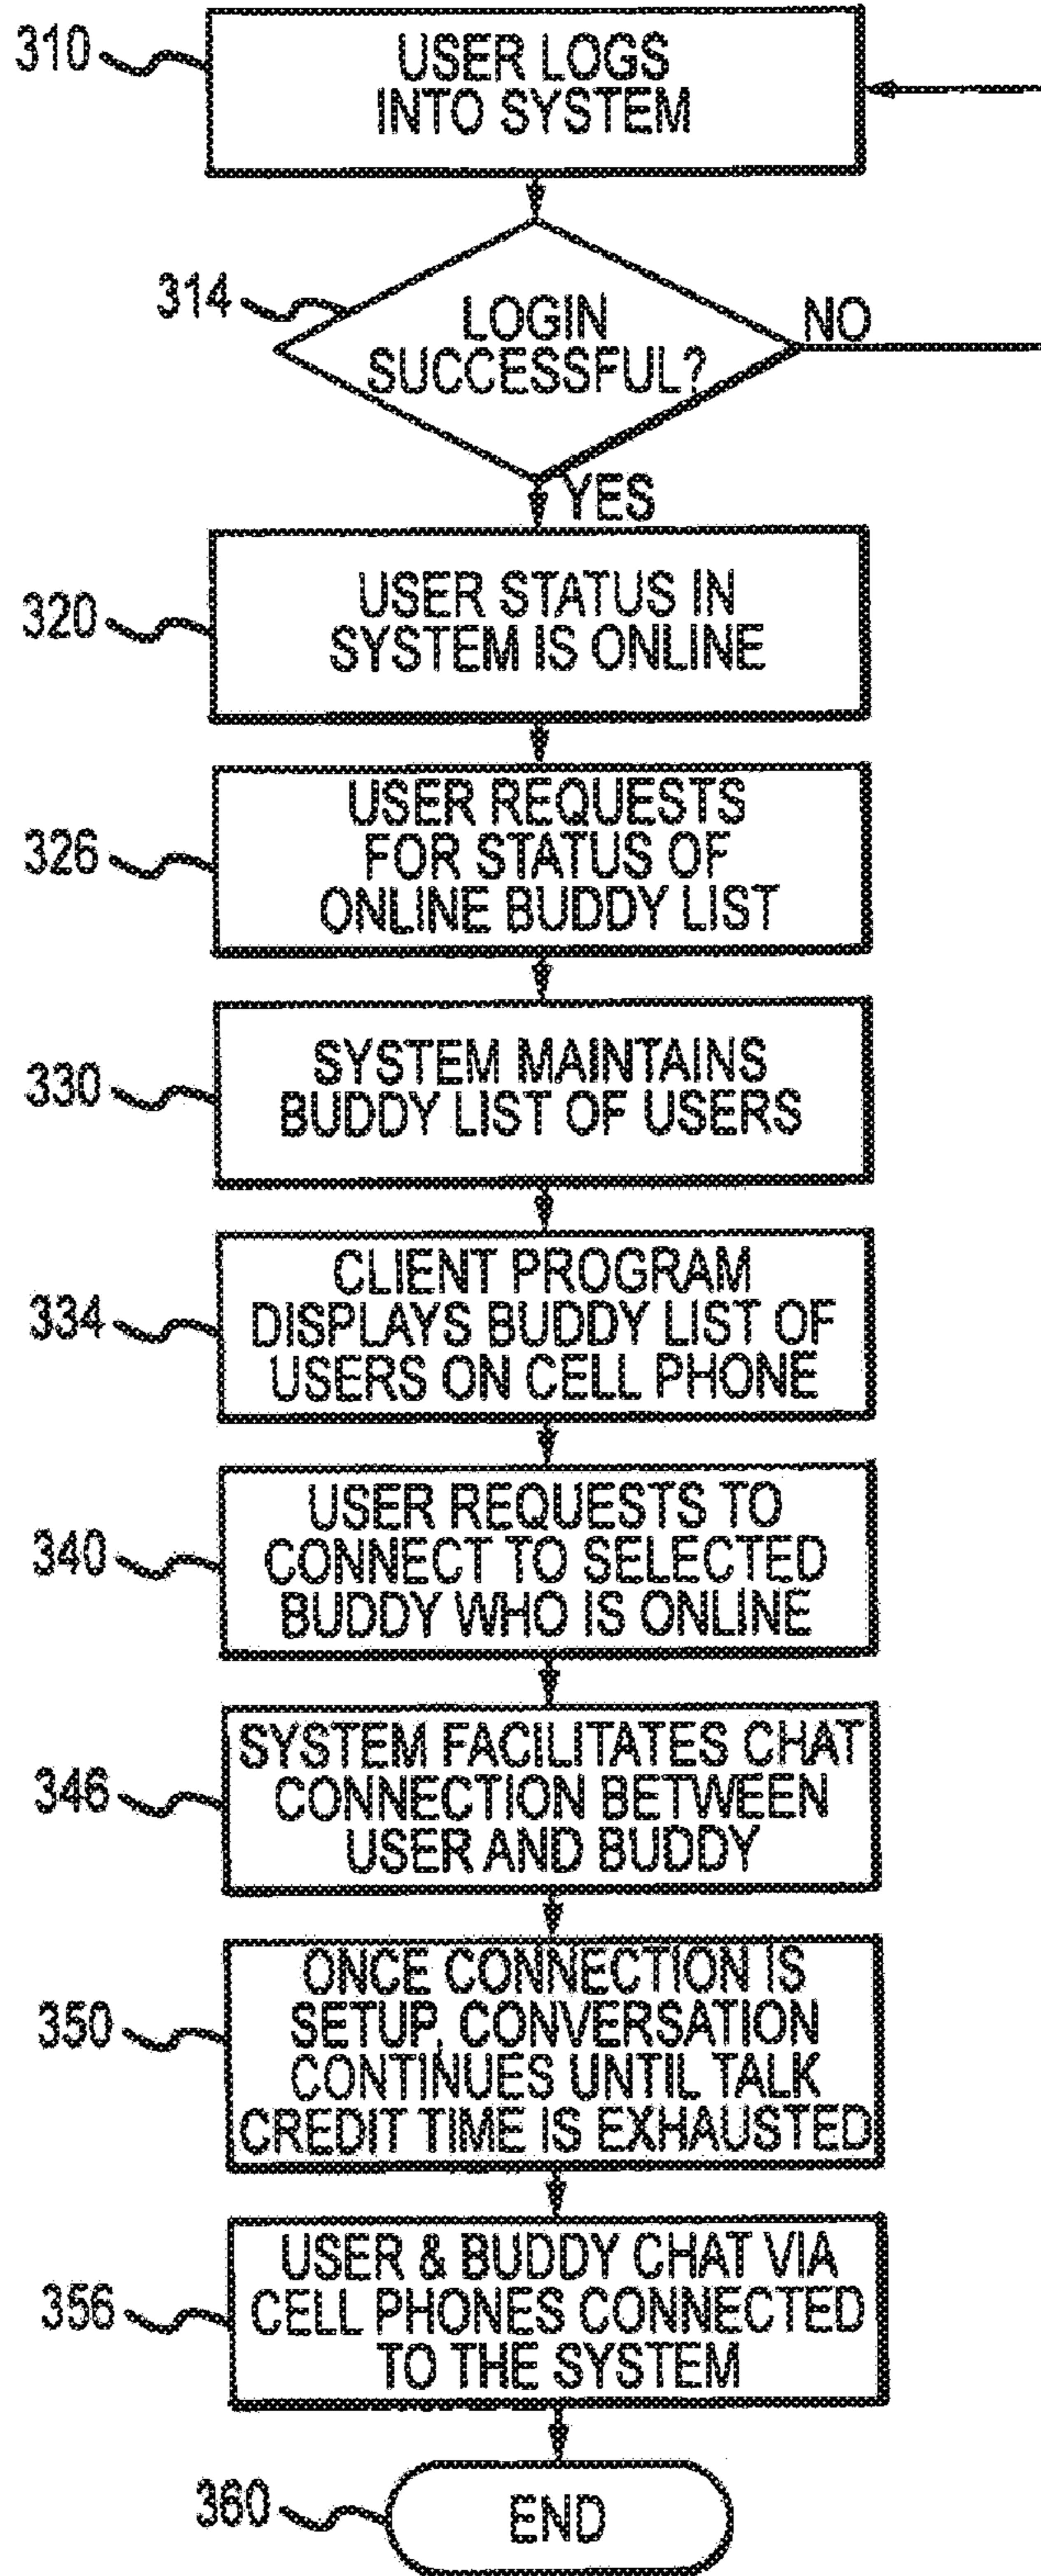 310
USER LOGS
INTO SYSTEM
314
LOGIN
SUCCESSFUL?
NO
YES
320
USER STATUS IN
SYSTEM IS ONLINE
326
USER REQUESTS
FOR STATUS OF
ONLINE BUDDY LIST
330
SYSTEM MAINTAINS
BUDDY LIST OF USERS
334
CLIENT PROGRAM
DISPLAYS BUDDY LIST OF
USERS ON CELL PHONE
340
USER REQUESTS TO
CONNECT TO SELECTED
BUDDY WHO IS ONLINE
346
SYSTEM FACILITATES CHAT
CONNECTION BETWEEN
USER AND BUDDY
350
ONCE CONNECTION IS
SETUP, CONVERSATION
CONTINUES UNTIL TALK
CREDIT TIME IS EXHAUSTED
356
USER & BUDDY CHAT VIA
CELL PHONES CONNECTED
TO THE SYSTEM
360
END